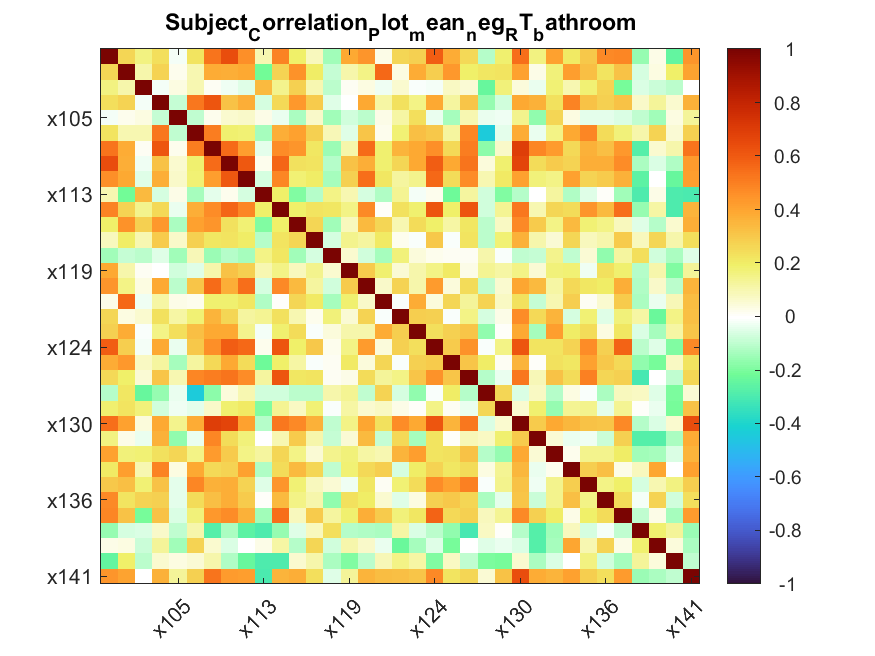 Subject_Correlation_Plot_mean_neg_RT_bathroom
1
0.8
0.6
0.4
0.2
0
-0.2
-0.4
-0.6
-0.8
-1
x105
x113
x119
x124
x130
x136
x141
x105 x113 x119 x124 x130 x136 x141